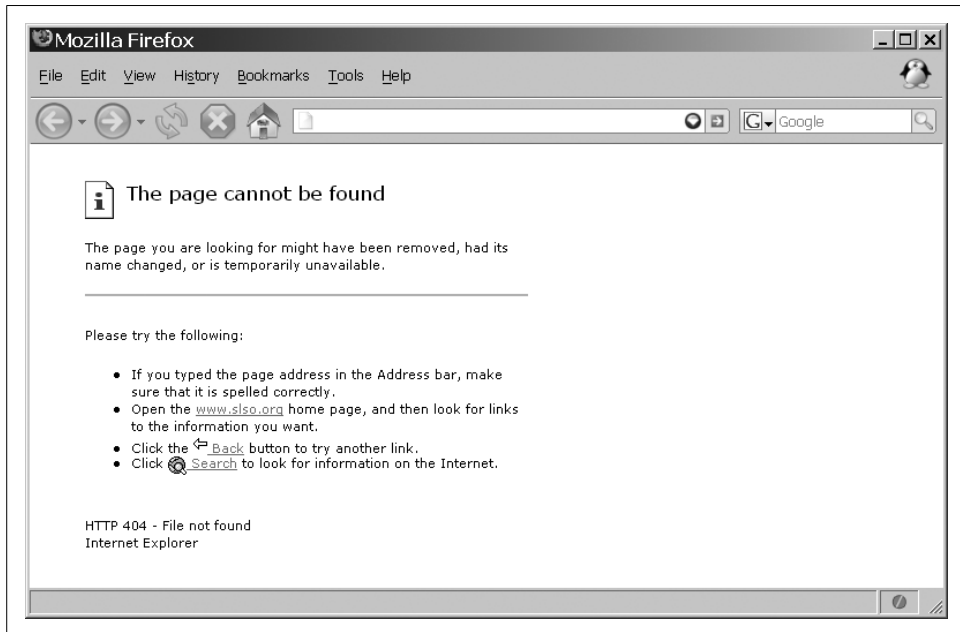 Mozilla Firefox
File Edit View History Bookmarks Tools Help
G Google
The page cannot be found
The page you are looking for might have been removed, had its
name changed, or is temporarily unavailable.
Please try the following:
• If you typed the page address in the Address bar, make
sure that it is spelled correctly.
• Open the www.slso.org home page, and then look for links
to the information you want.
• Click the Back button to try another link.
• Click Search to look for information on the Internet.
HTTP 404 - File not found
Internet Explorer